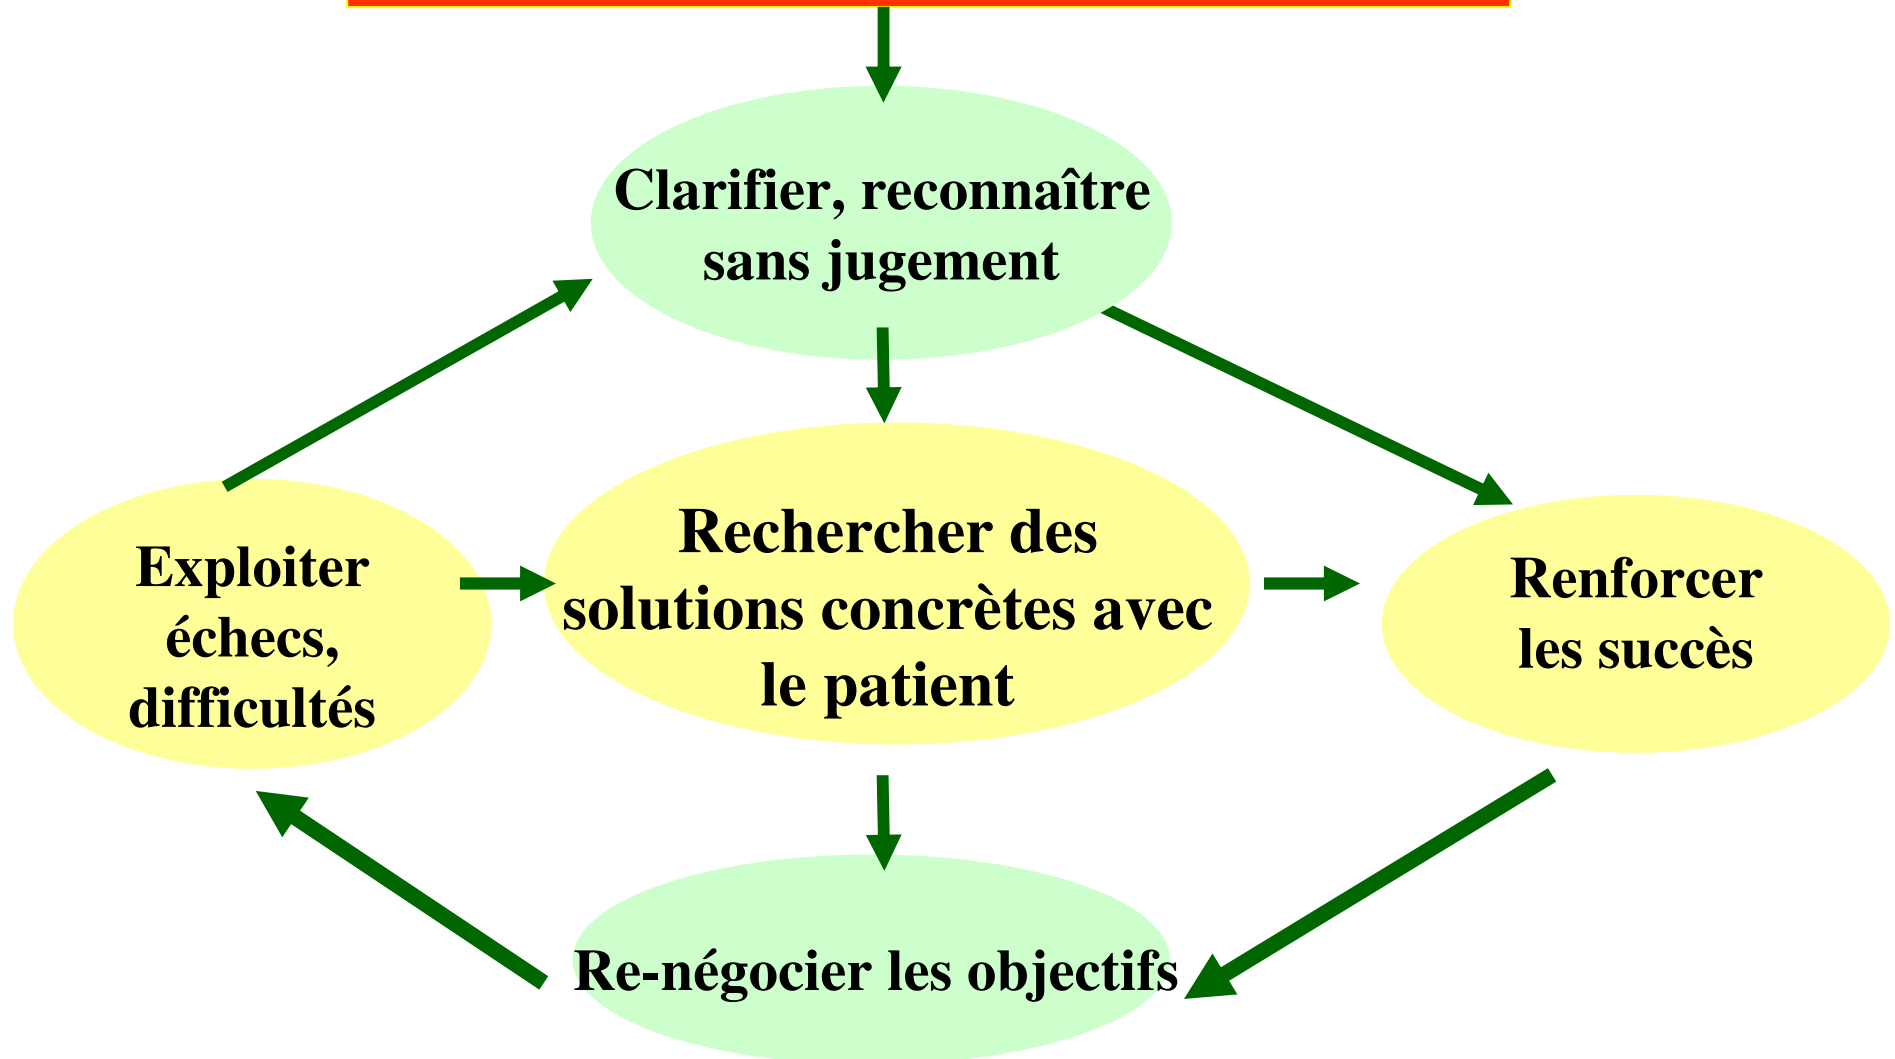 Clarifier, reconnaître
sans jugement
Exploiter
échecs,
difficultés
Rechercher des
solutions concrètes avec
le patient
Renforcer
les succès
Re-négocier les objectifs